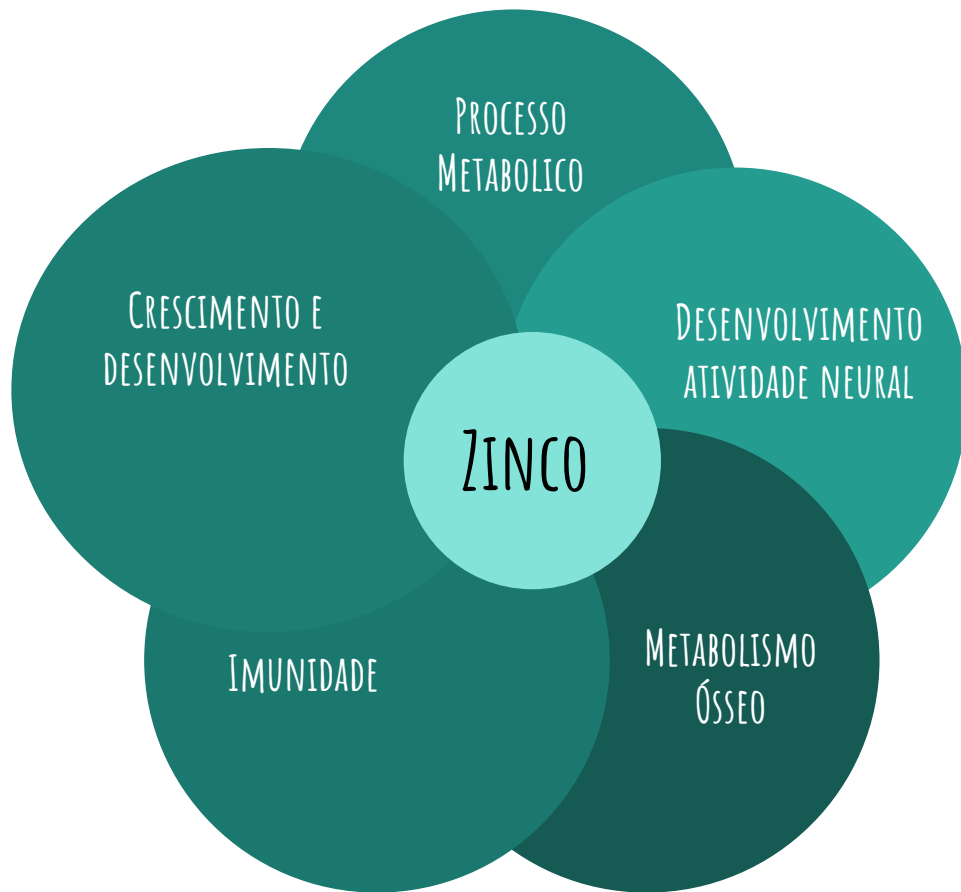 Processo
Metabolico
Crescimento e
desenvolvimento
Desenvolvimento
atividade neural
Zinco
Imunidade
Metabolismo
Ósseo